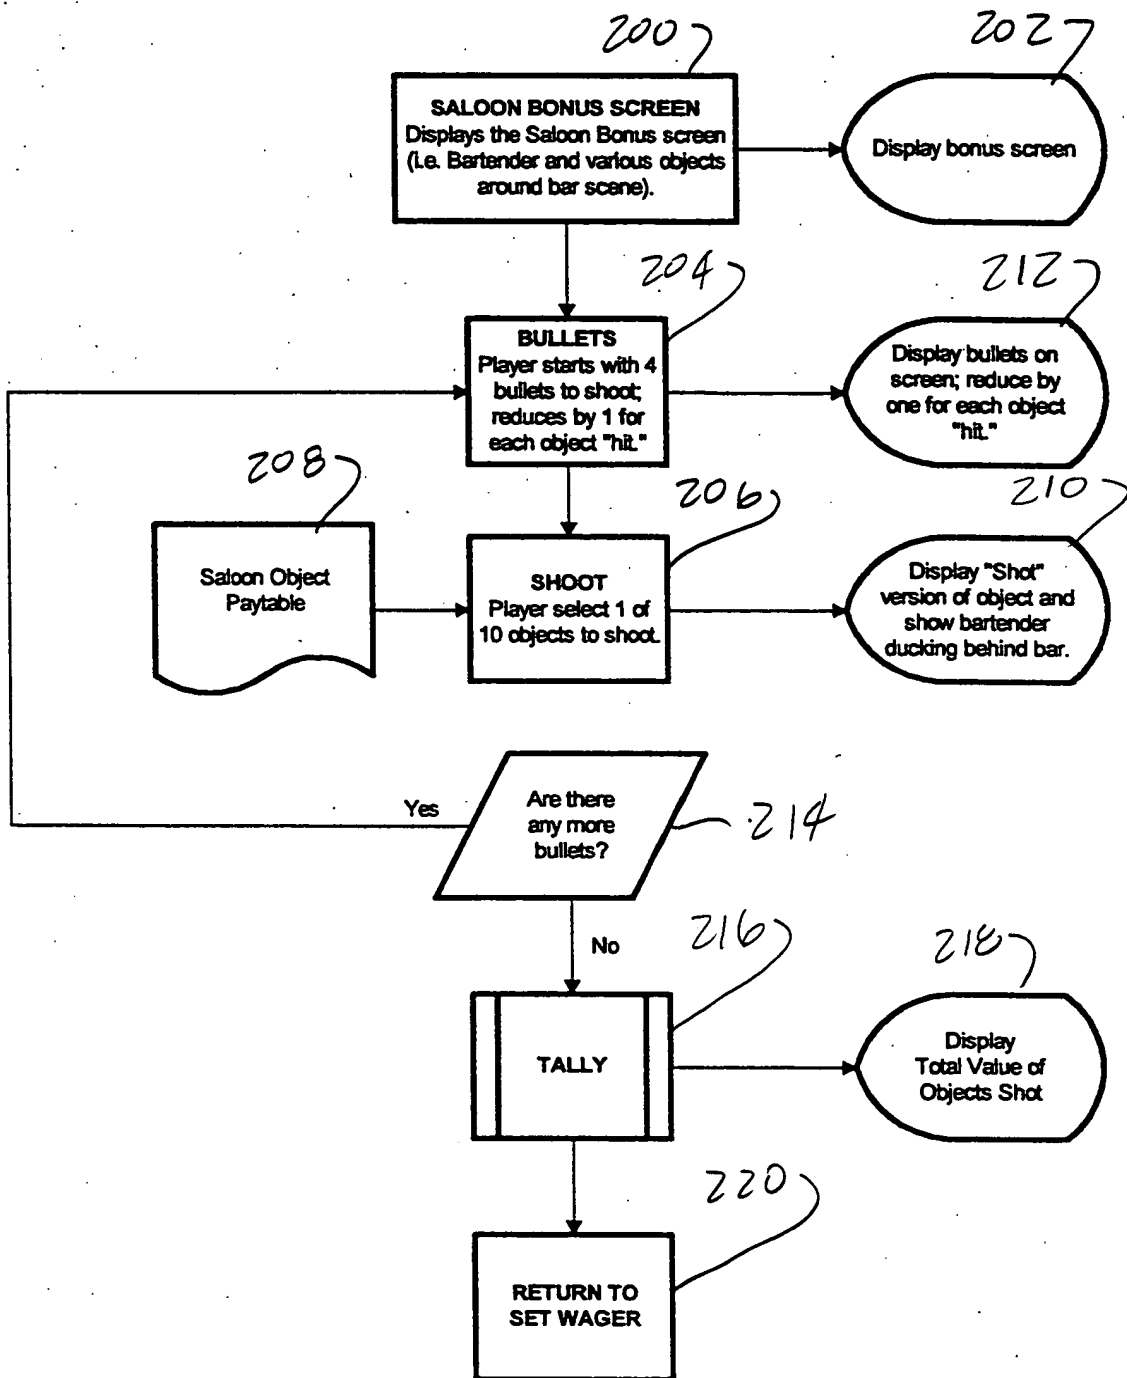 200
202
SALOON BONUS SCREEN
Displays the Saloon Bonus screen
(i.e. Bartender and various objects
around bar scene).
Display bonus screen
204
212
BULLETS
Player starts with 4
bullets to shoot;
reduces by 1 for
each object "hit."
Display bullets on
screen; reduce by
one for each object
"hit."
208
206
210
Saloon Object
Paytable
SHOOT
Player select 1 of
10 objects to shoot.
Display "Shot"
version of object and
show bartender
ducking behind bar.
Yes
Are there
any more
bullets?
214
No
216
218
TALLY
Display
Total Value of
Objects Shot
220
RETURN TO
SET WAGER